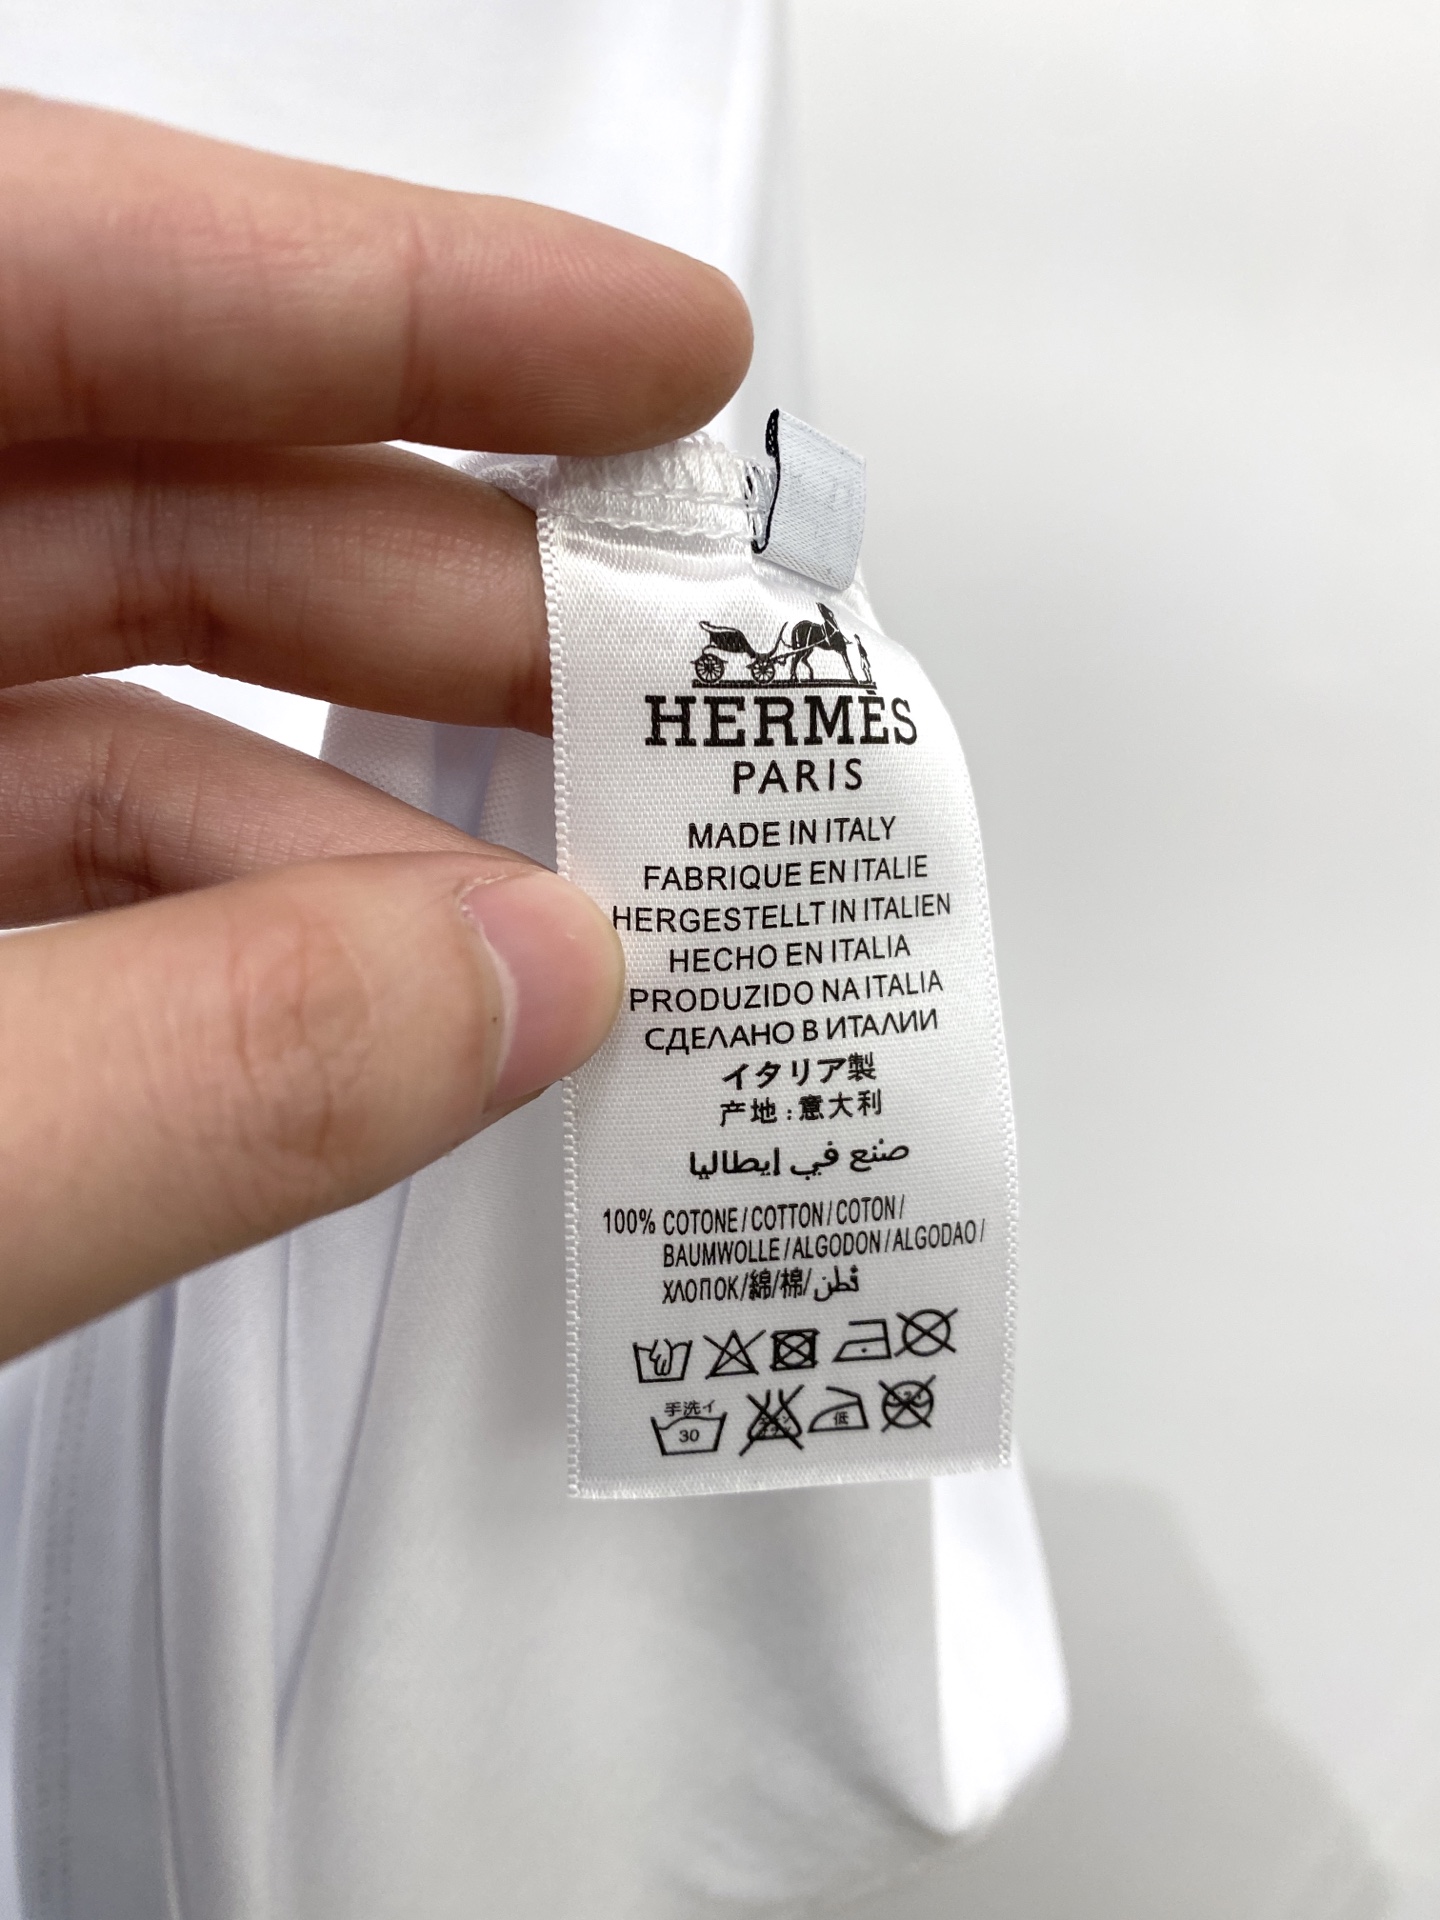 HERMÈS
PARIS
MADE IN ITALY
FABRIQUE EN ITALIE
HERGESTELLT IN ITALIEN
HECHO EN ITALIA
PRODUZIDO NA ITALIA
СДЕЛАНО В ИТАЛИИ
イタリア製
产地:意大利
صنع في إيطاليا
100% COTONE/COTTON/COTON/
BAUMWOLLE/ALGODON/ALGODAO/
ХЛОПОК/綿/棉/قطن
手洗イ
30
低